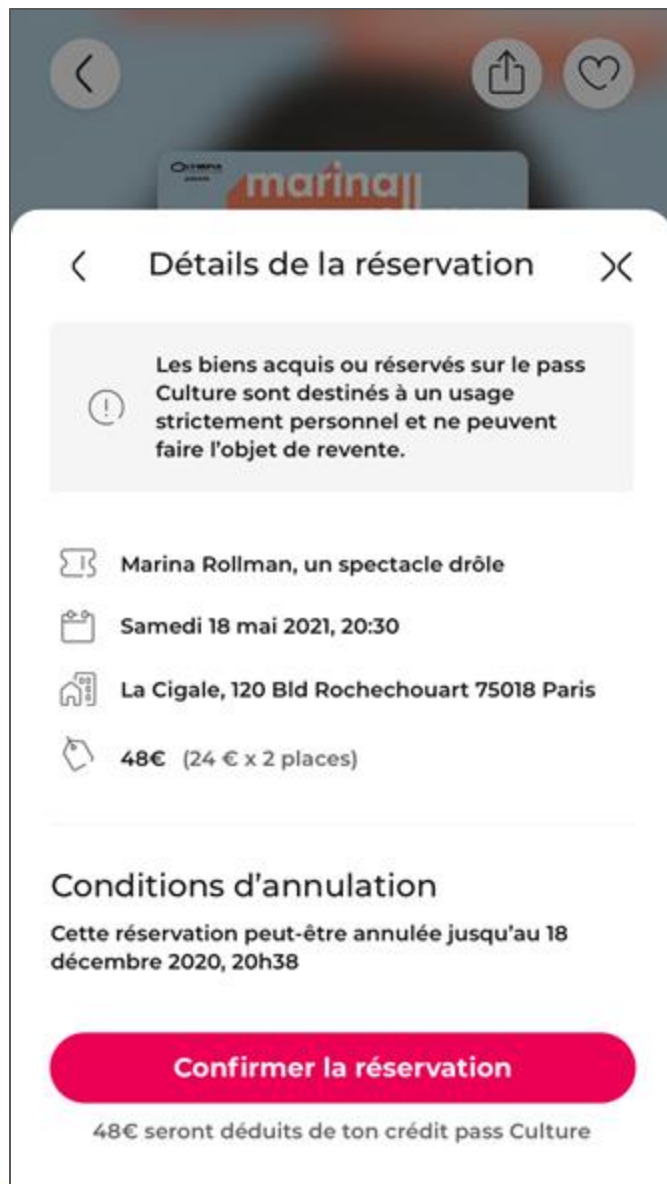 OLYMPIA
marina
Détails de la réservation
Les biens acquis ou réservés sur le pass
Culture sont destinés à un usage
strictement personnel et ne peuvent
faire l’objet de revente.
Marina Rollman, un spectacle drôle
Samedi 18 mai 2021, 20:30
La Cigale, 120 Bld Rochechouart 75018 Paris
48€ (24 € x 2 places)
Conditions d’annulation
Cette réservation peut-être annulée jusqu’au 18
décembre 2020, 20h38
Confirmer la réservation
48€ seront déduits de ton crédit pass Culture